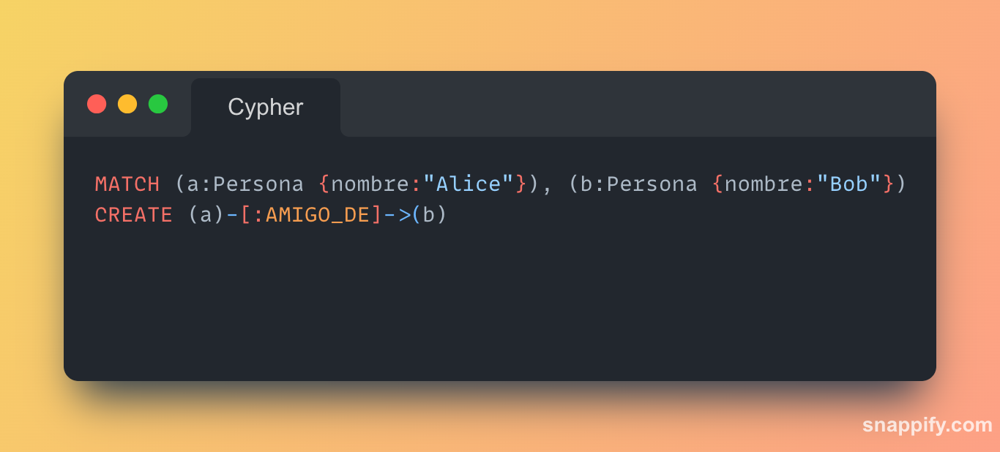 Cypher
MATCH (a:Persona {nombre:"Alice"}), (b:Persona {nombre:"Bob"})
CREATE (a)-[:AMIGO_DE]->(b)
snappify.com